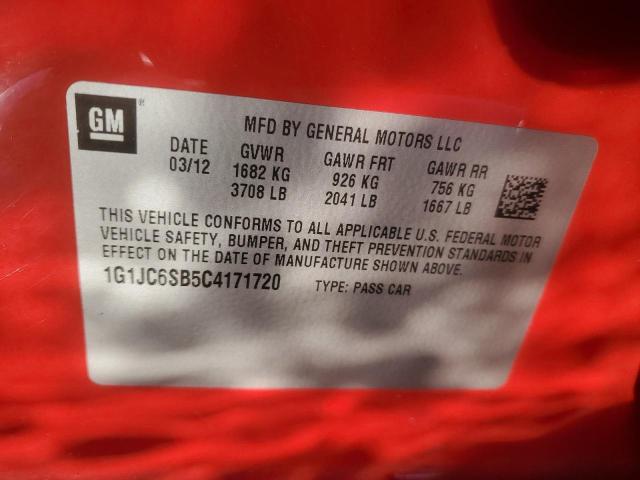 GM
MFD BY GENERAL MOTORS LLC
DATE GVWR GAWR FRT GAWR RR
03/12 1682 KG 926 KG 756 KG
3708 LB 2041 LB 1667 LB
THIS VEHICLE CONFORMS TO ALL APPLICABLE U.S. FEDERAL MOTOR
VEHICLE SAFETY, BUMPER, AND THEFT PREVENTION STANDARDS IN
EFFECT ON THE DATE OF MANUFACTURE SHOWN ABOVE.
1G1JC6SB5C4171720 TYPE: PASS CAR